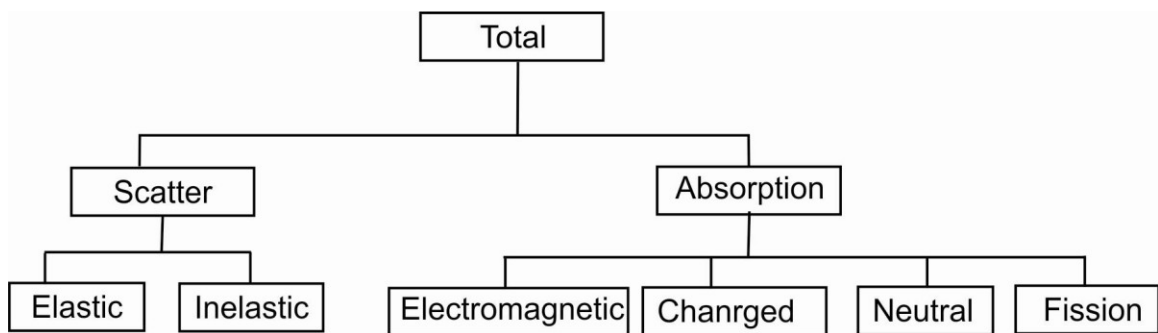 Total
Scatter
Absorption
Elastic
Inelastic
Electromagnetic
Chanrged
Neutral
Fission